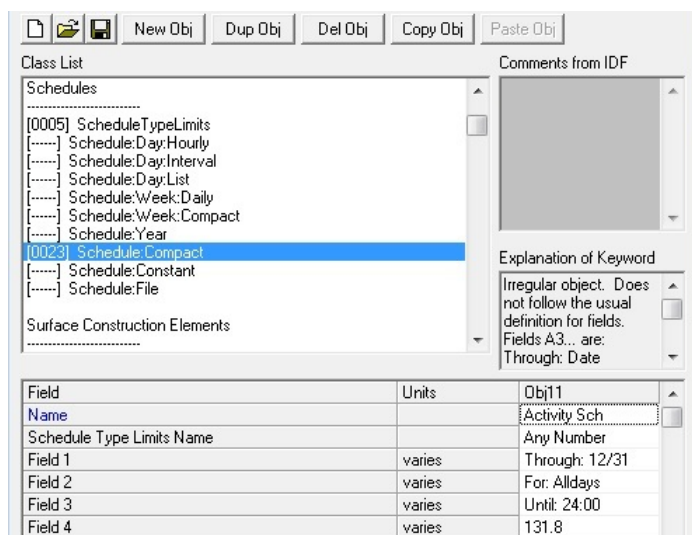 New Obj Dup Obj Del Obj Copy Obj Paste Obj
Class List
Schedules
--------------------------
[0005] ScheduleTypeLimits
[------] Schedule:Day:Hourly
[------] Schedule:Day:Interval
[------] Schedule:Day:List
[------] Schedule:Week:Daily
[------] Schedule:Week:Compact
[------] Schedule:Year
[0023] Schedule:Compact
[------] Schedule:Constant
[------] Schedule:File
Surface Construction Elements
--------------------------
Comments from IDF
Explanation of Keyword
Irregular object. Does
not follow the usual
definition for fields.
Fields A3... are:
Through: Date
Field Units Obj11
Name Activity Sch
Schedule Type Limits Name Any Number
Field 1 varies Through: 12/31
Field 2 varies For: Alldays
Field 3 varies Until: 24:00
Field 4 varies 131.8